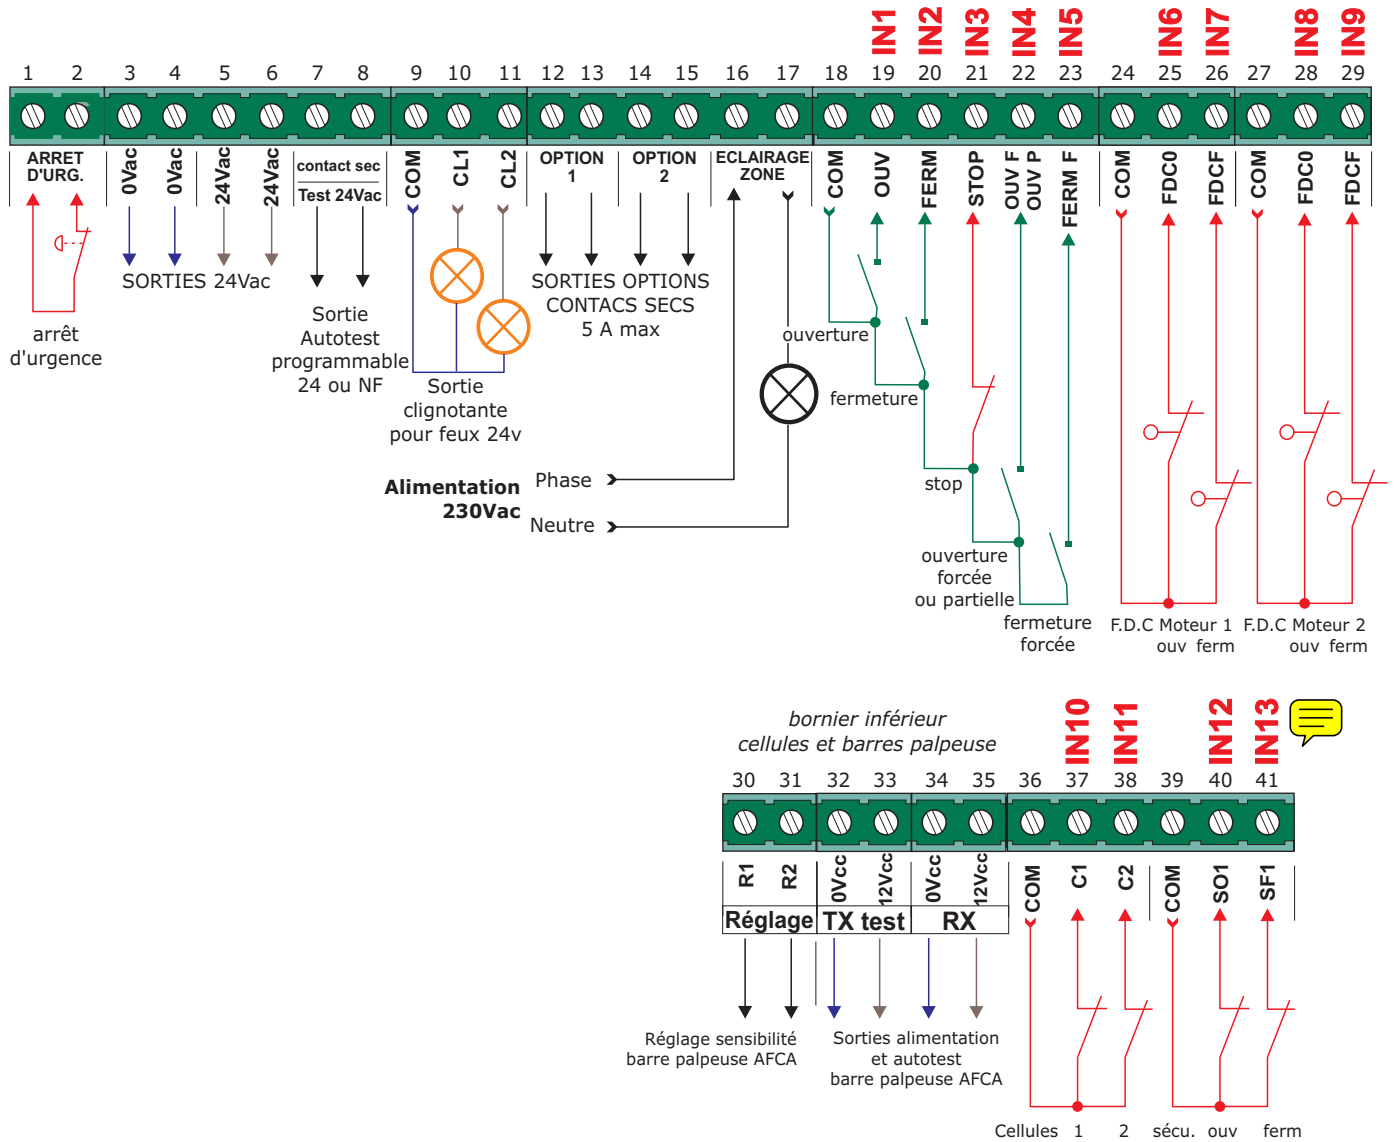 IN1 IN2 IN3 IN4 IN5 IN6 IN7 IN8 IN9
1 2 3 4 5 6 7 8 9 10 11 12 13 14 15 16 17 18 19 20 21 22 23 24 25 26 27 28 29
ARRET
D'URG.
0Vac
0Vac
24Vac
24Vac
contact sec
Test 24Vac
COM
CL1
CL2
OPTION
1
OPTION
2
ECLAIRAGE
ZONE
COM
OUV
FERM
STOP
OUV F
OUV P
FERM F
COM
FDC0
FDCF
COM
FDC0
FDCF
arrêt
d'urgence
SORTIES 24Vac
Sortie
Autotest
programmable
24 ou NF
Sortie
clignotante
pour feux 24v
SORTIES OPTIONS
CONTACS SECS
5 A max
Alimentation
230Vac
Phase
Neutre
ouverture
fermeture
stop
ouverture
forcée
ou partielle
fermeture
forcée
F.D.C Moteur 1
ouv ferm
F.D.C Moteur 2
ouv ferm
bornier inférieur
cellules et barres palpeuse
IN10 IN11 IN12 IN13
30 31 32 33 34 35 36 37 38 39 40 41
R1
R2
0Vcc
12Vcc
0Vcc
12Vcc
COM
C1
C2
COM
SO1
SF1
Réglage
TX test
RX
Réglage sensibilité
barre palpeuse AFCA
Sorties alimentation
et autotest
barre palpeuse AFCA
Cellules 1 2
sécu. ouv ferm